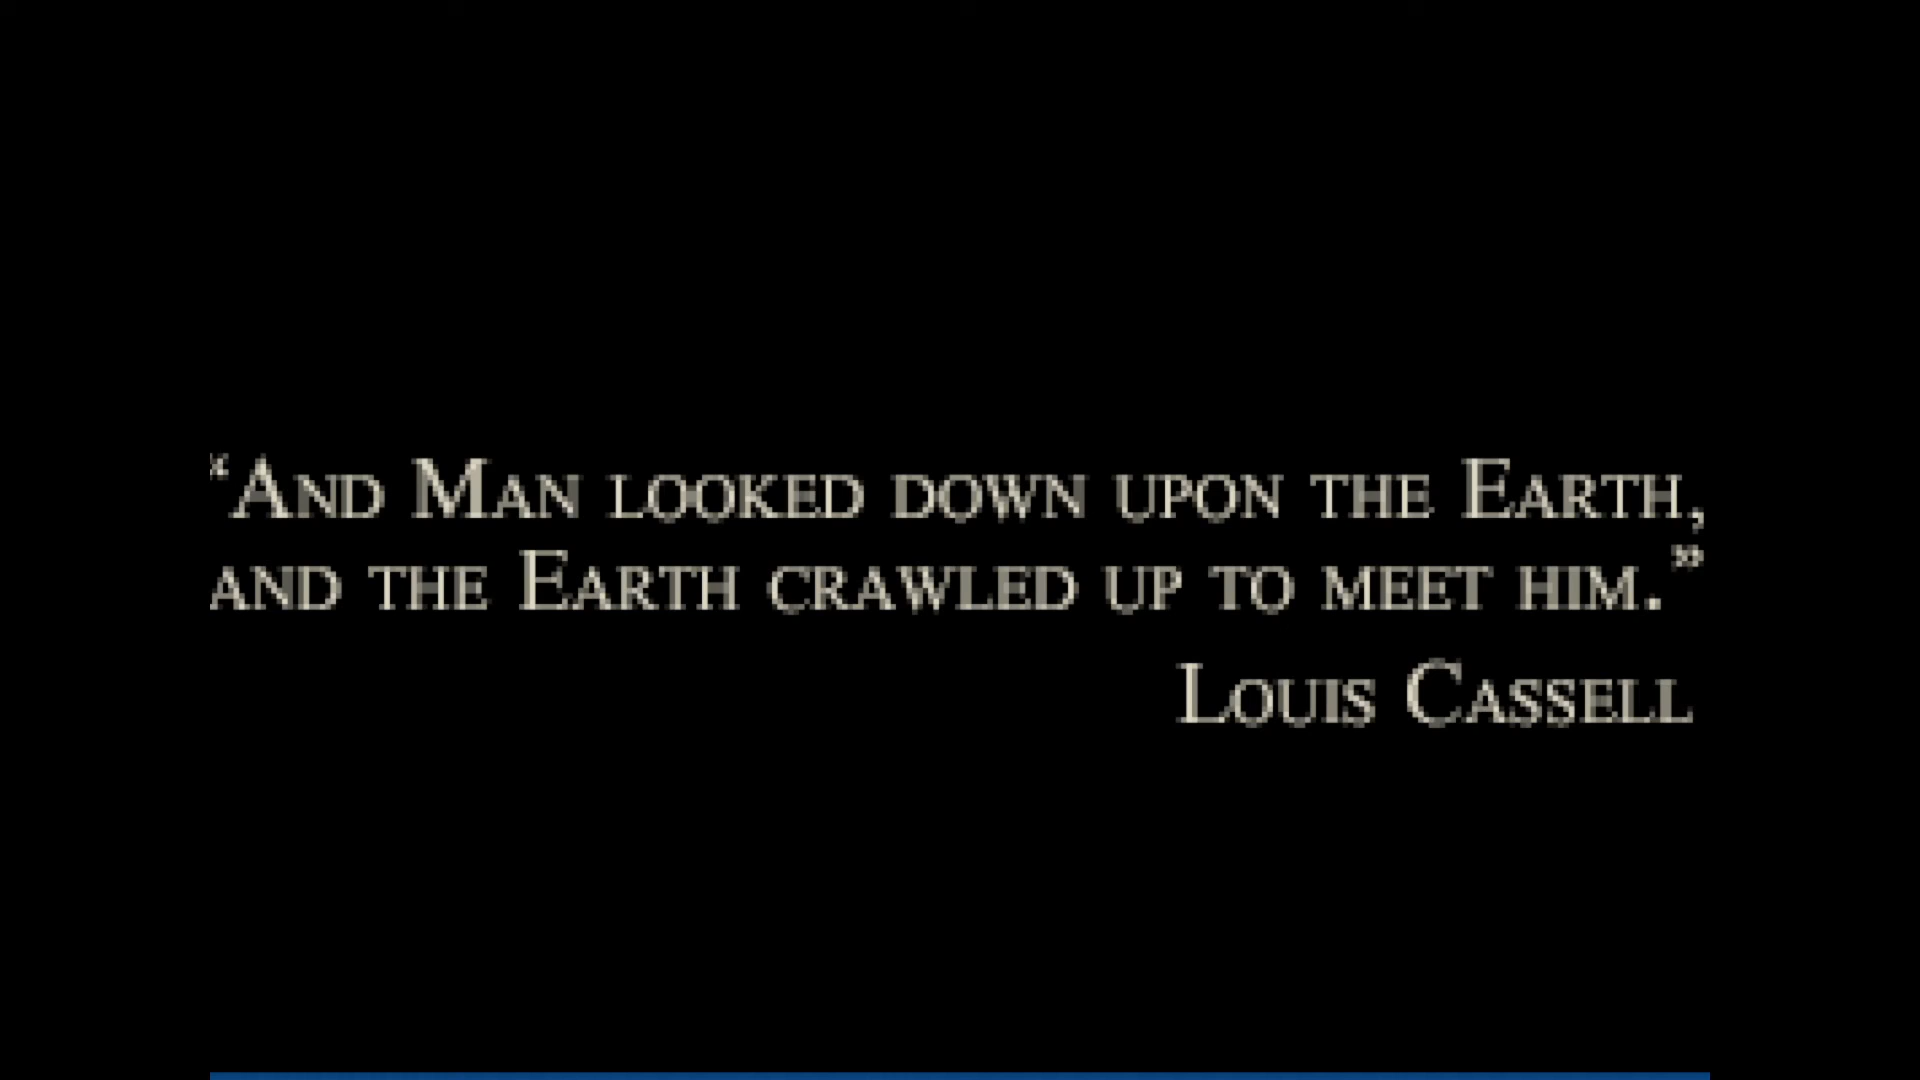 “And Man looked down upon the Earth,
and the Earth crawled up to meet him.”
Louis Cassell